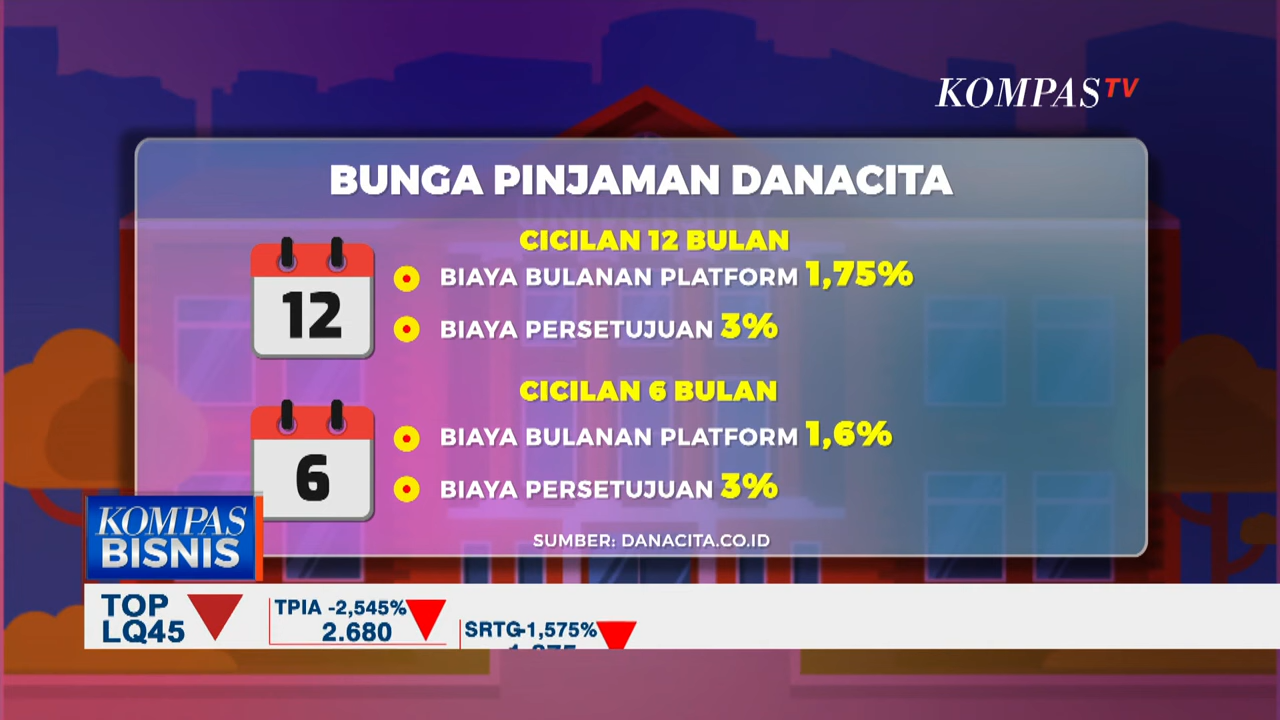 KOMPASTV
BUNGA PINJAMAN DANACITA
12
CICILAN 12 BULAN
BIAYA BULANAN PLATFORM 1,75%
BIAYA PERSETUJUAN 3%
6
CICILAN 6 BULAN
BIAYA BULANAN PLATFORM 1,6%
BIAYA PERSETUJUAN 3%
SUMBER: DANACITA.CO.ID
KOMPAS
BISNIS
TOP
LQ45
TPIA -2,545%
2.680
SRTG-1,575%